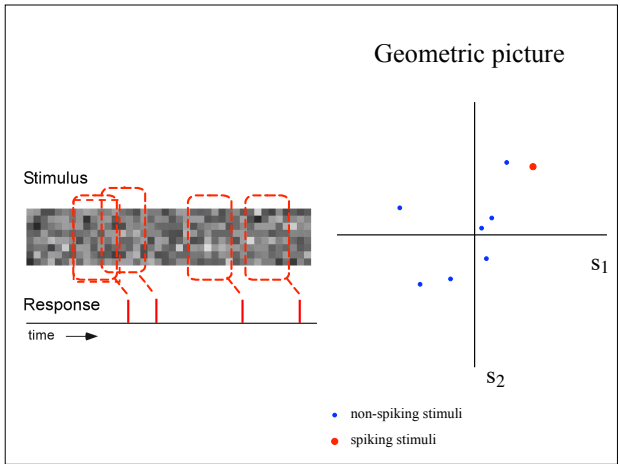 Geometric picture
Stimulus
Response
time
s1
s2
non-spiking stimuli
spiking stimuli